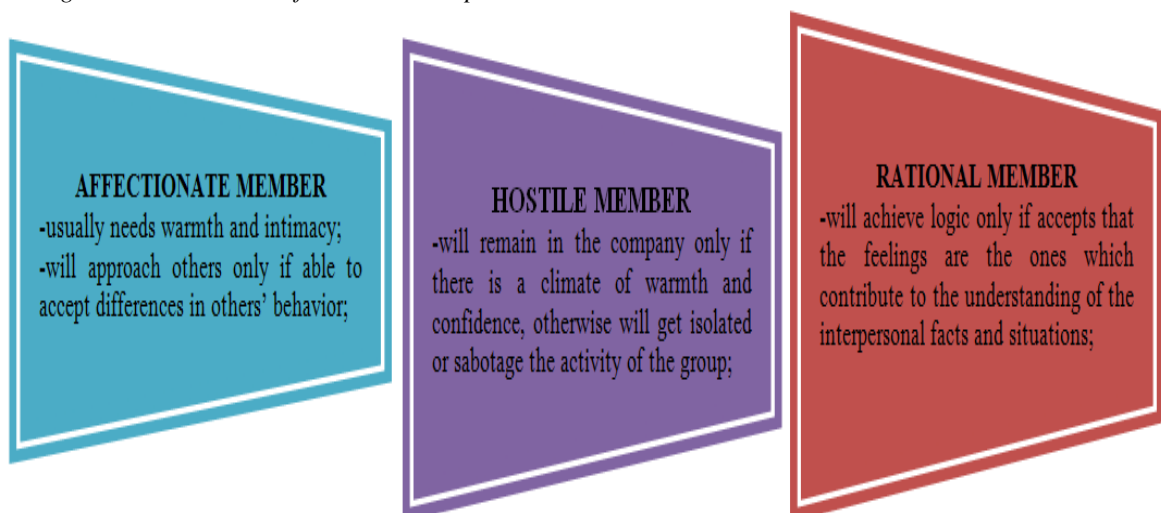 AFFECTIONATE MEMBER
-usually needs warmth and intimacy;
-will approach others only if able to
accept differences in others’ behavior;
HOSTILE MEMBER
-will remain in the company only if
there is a climate of warmth and
confidence, otherwise will get isolated
or sabotage the activity of the group;
RATIONAL MEMBER
-will achieve logic only if accepts that
the feelings are the ones which
contribute to the understanding of the
interpersonal facts and situations;